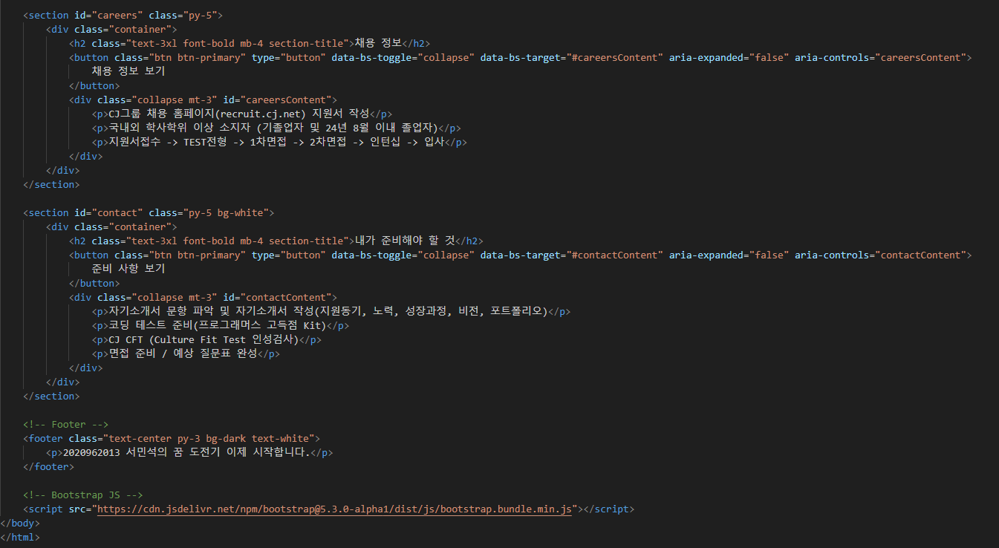 <section id="careers" class="py-5">
<div class="container">
<h2 class="text-3xl font-bold mb-4 section-title">채용 정보</h2>
<button class="btn btn-primary" type="button" data-bs-toggle="collapse" data-bs-target="#careersContent" aria-expanded="false" aria-controls="careersContent">
채용 정보 보기
</button>
<div class="collapse mt-3" id="careersContent">
<p>CJ그룹 채용 홈페이지(recruit.cj.net) 지원서 작성</p>
<p>국내외 학사학위 이상 소지자 (기졸업자 및 24년 8월 이내 졸업자)</p>
<p>지원서접수 -> TEST전형 -> 1차면접 -> 2차면접 -> 인턴십 -> 입사</p>
</div>
</div>
</section>
<section id="contact" class="py-5 bg-white">
<div class="container">
<h2 class="text-3xl font-bold mb-4 section-title">내가 준비해야 할 것</h2>
<button class="btn btn-primary" type="button" data-bs-toggle="collapse" data-bs-target="#contactContent" aria-expanded="false" aria-controls="contactContent">
준비 사항 보기
</button>
<div class="collapse mt-3" id="contactContent">
<p>자기소개서 문항 파악 및 자기소개서 작성(지원동기, 노력, 성장과정, 비전, 포트폴리오)</p>
<p>코딩 테스트 준비(프로그래머스 고득점 Kit)</p>
<p>CJ CFT (Culture Fit Test 인성검사)</p>
<p>면접 준비 / 예상 질문표 완성</p>
</div>
</div>
</section>
<!-- Footer -->
<footer class="text-center py-3 bg-dark text-white">
<p>2020962013 서민석의 꿈 도전기 이제 시작합니다.</p>
</footer>
<!-- Bootstrap JS -->
<script src="https://cdn.jsdelivr.net/npm/bootstrap@5.3.0-alpha1/dist/js/bootstrap.bundle.min.js"></script>
</body>
</html>